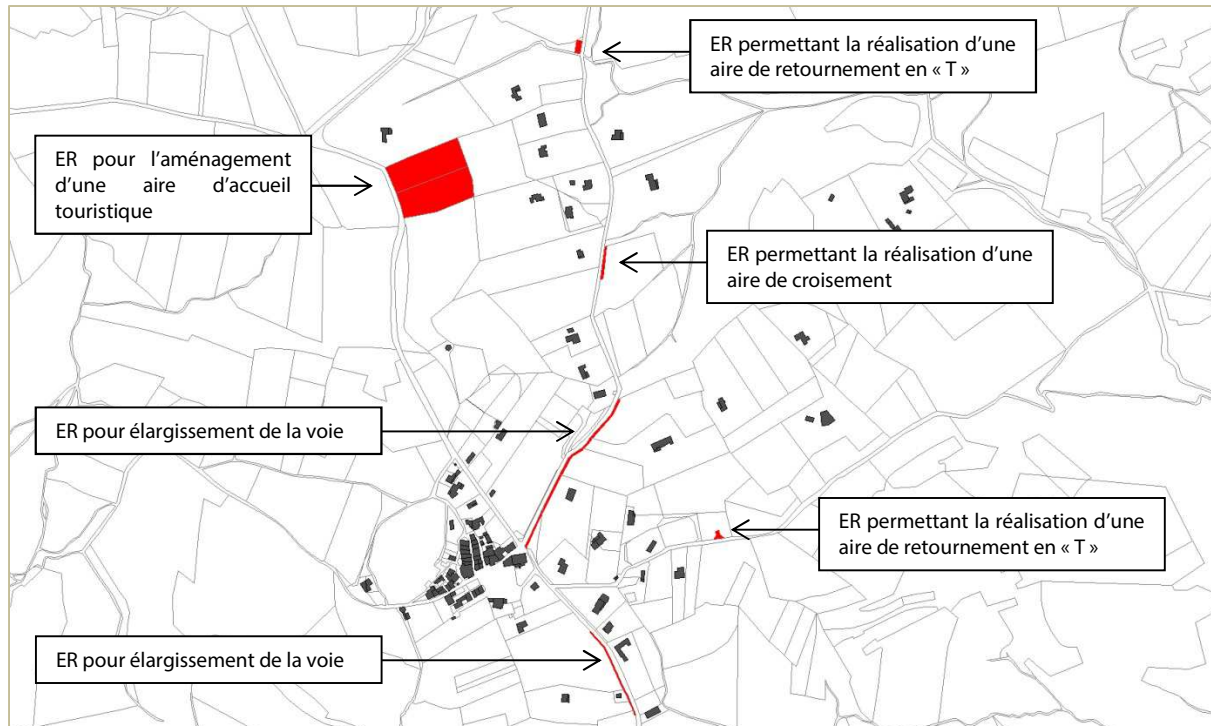 ER permettant la réalisation d’une
aire de retournement en « T »
ER pour l’aménagement
d’une aire d’accueil
touristique
ER permettant la réalisation d’une
aire de croisement
ER pour élargissement de la voie
ER permettant la réalisation d’une
aire de retournement en « T »
ER pour élargissement de la voie